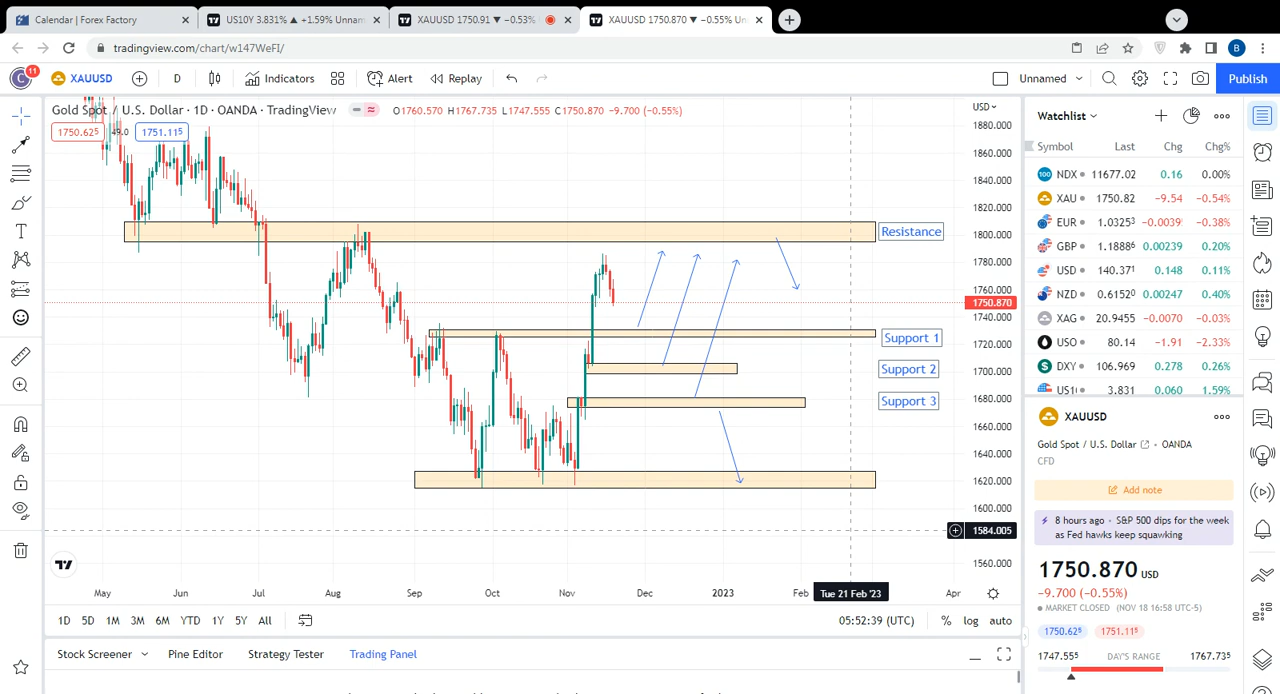 Calendar | Forex Factory
US10Y 3.831% ▲ +1.59% Unnam
XAUUSD 1750.91 ▼ −0.53%
XAUUSD 1750.870 ▼ −0.55% Un
tradingview.com/chart/w147WeFI/
B
C 11 XAUUSD D Indicators Alert Replay Unnamed Publish
Gold Spot / U.S. Dollar · 1D · OANDA · TradingView O1760.570 H1767.735 L1747.555 C1750.870 −9.700 (−0.55%)
1750.625 49.0 1751.115
USD
1880.000
1860.000
1840.000
1820.000
1800.000
1780.000
1760.000
1750.870
1740.000
1720.000
1700.000
1680.000
1660.000
1640.000
1620.000
1600.000
1584.005
1560.000
Resistance
Support 1
Support 2
Support 3
May Jun Jul Aug Sep Oct Nov Dec 2023 Feb Tue 21 Feb '23 Apr
1D 5D 1M 3M 6M YTD 1Y 5Y All 05:52:39 (UTC) % log auto
Stock Screener Pine Editor Strategy Tester Trading Panel
Watchlist
Symbol Last Chg Chg%
100 NDX 11677.02 0.16 0.00%
XAU 1750.82 −9.54 −0.54%
EUR 1.03253 −0.0039 −0.38%
GBP 1.18886 0.00239 0.20%
USD 140.371 0.148 0.11%
NZD 0.61520 0.00247 0.40%
XAG 20.9455 −0.0070 −0.03%
USO 80.14 −1.91 −2.33%
DXY 106.969 0.278 0.26%
US1 3.831 0.060 1.59%
XAUUSD
Gold Spot / U.S. Dollar · OANDA
CFD
Add note
8 hours ago · S&P 500 dips for the week
as Fed hawks keep squawking
1750.870 USD
−9.700 (−0.55%)
MARKET CLOSED (NOV 18 16:58 UTC-5)
1750.625 1751.115
1747.555 DAY'S RANGE 1767.735